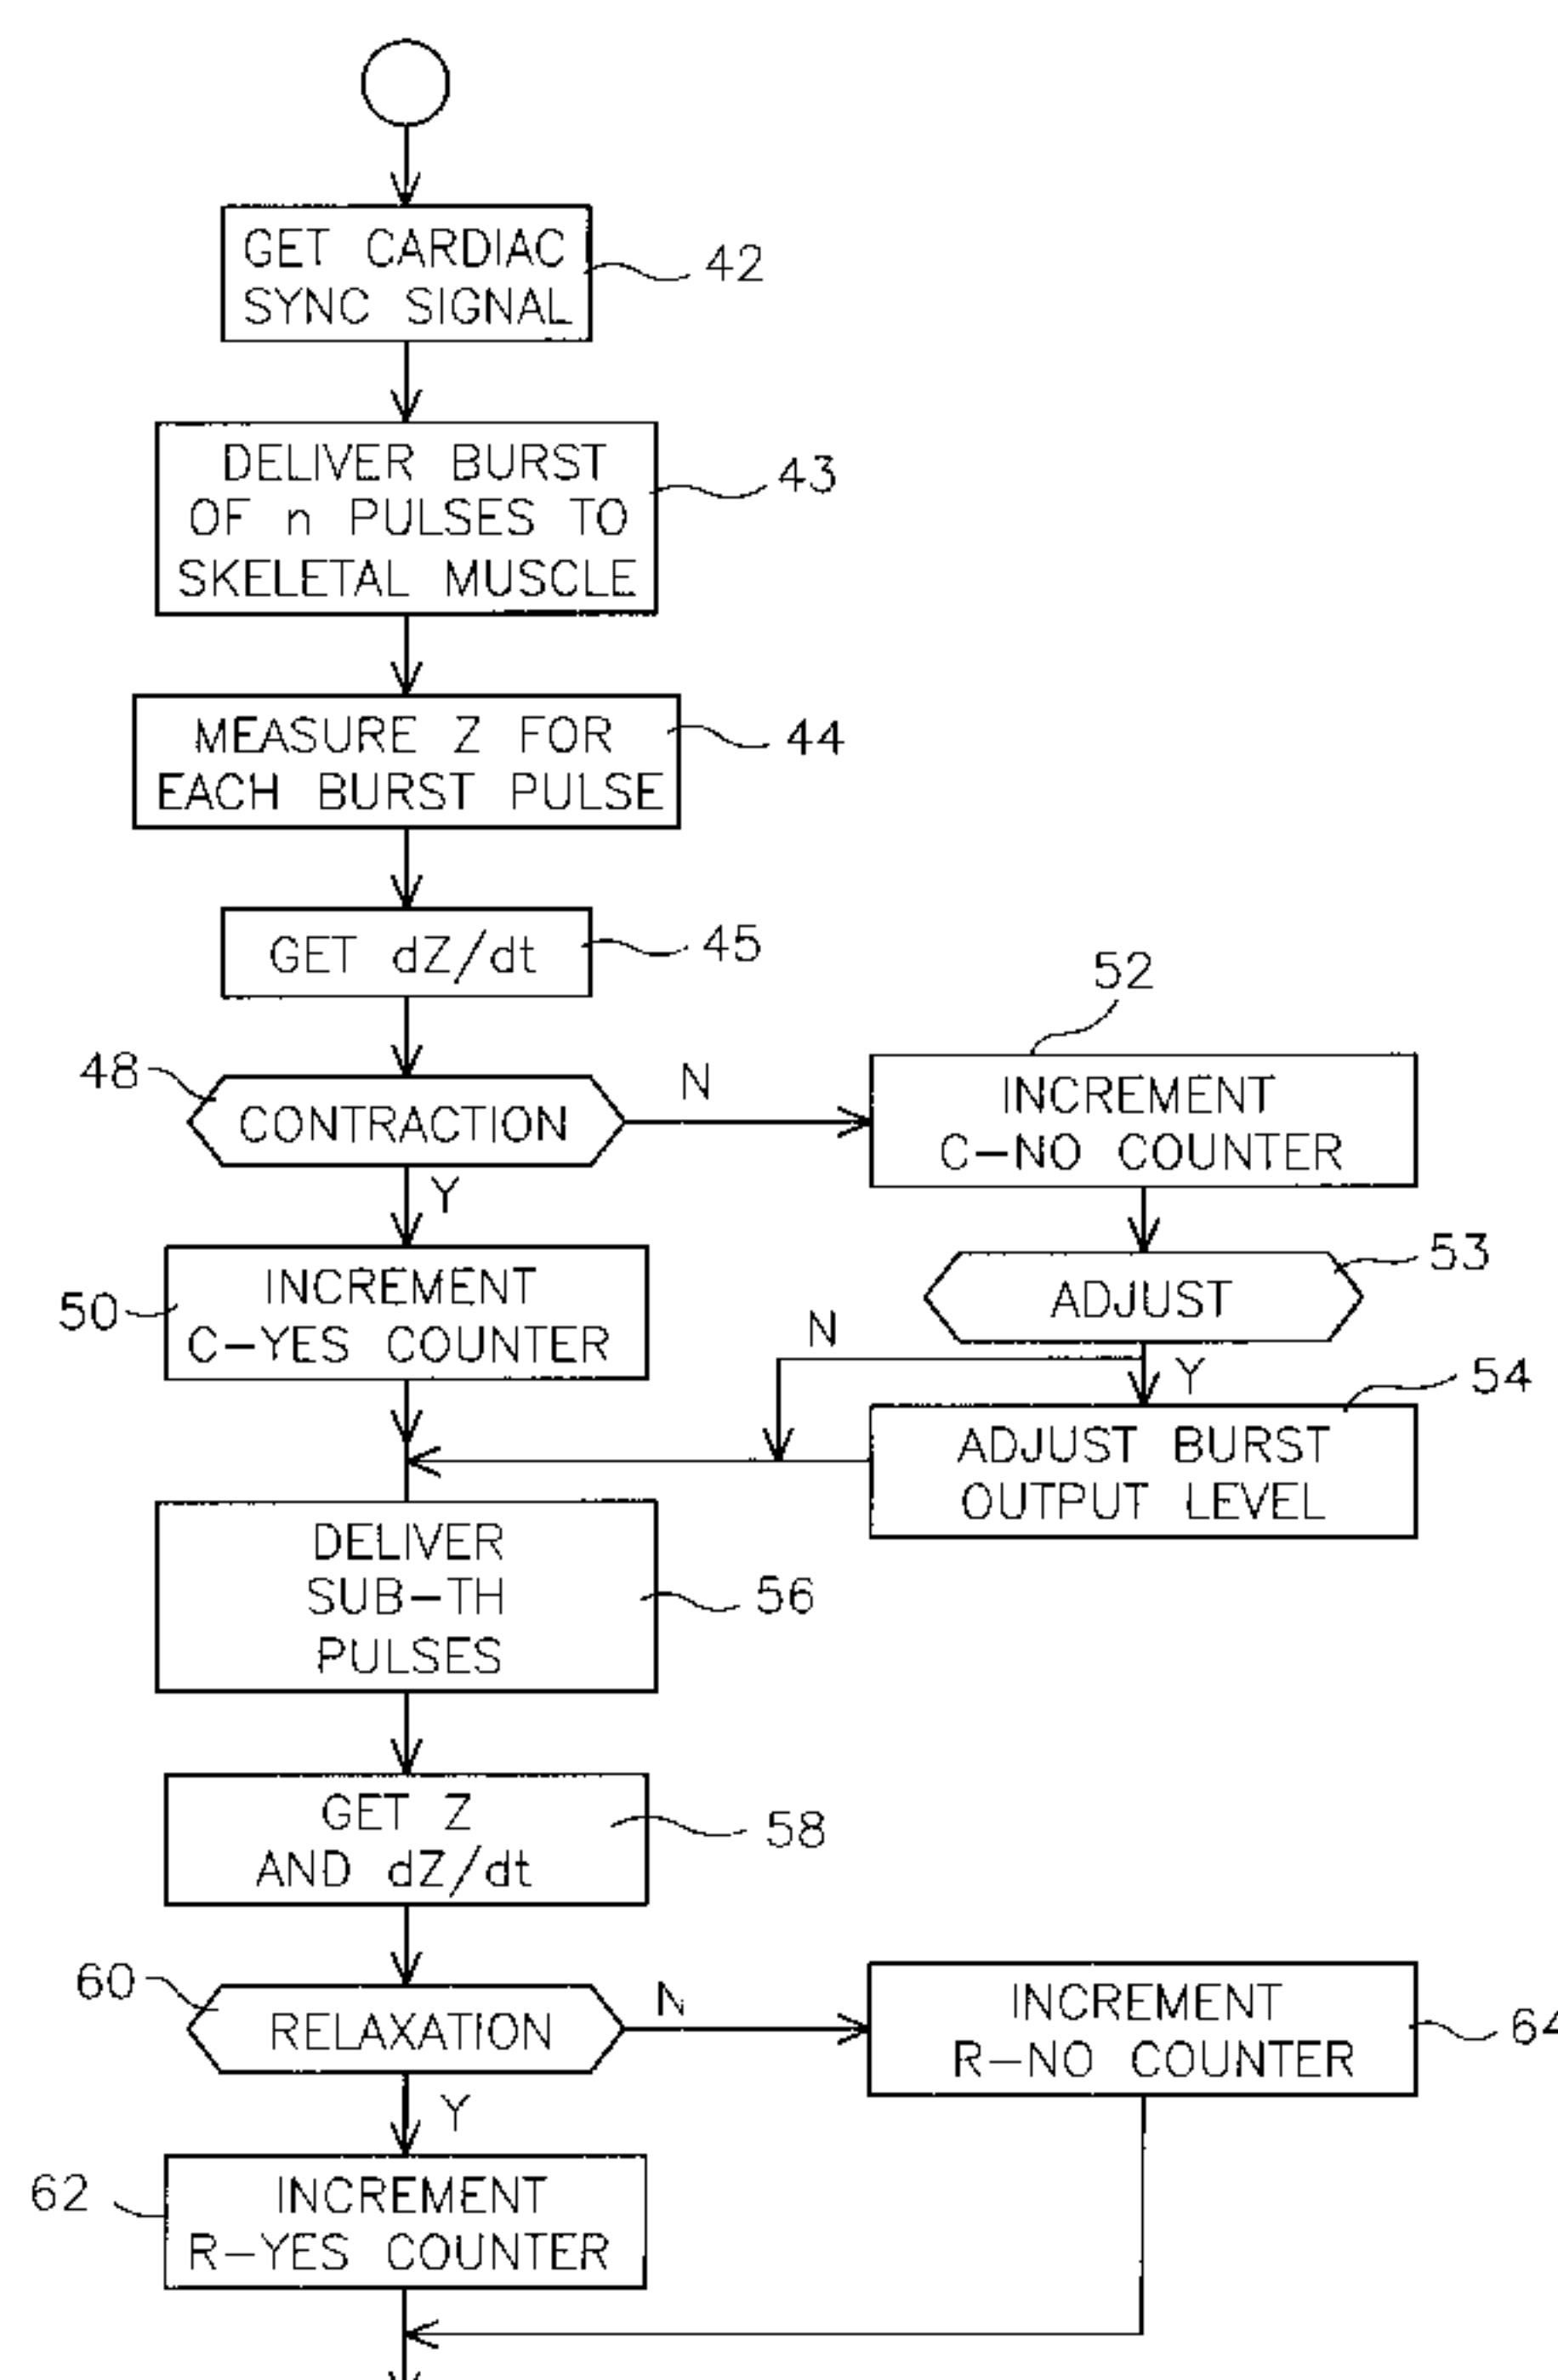 GET CARDIAC
SYNC SIGNAL
42
DELIVER BURST
OF n PULSES TO
SKELETAL MUSCLE
43
MEASURE Z FOR
EACH BURST PULSE
44
GET dZ/dt
45
48
CONTRACTION
N
Y
52
INCREMENT
C-NO COUNTER
50
INCREMENT
C-YES COUNTER
53
ADJUST
N
Y
54
ADJUST BURST
OUTPUT LEVEL
DELIVER
SUB-TH
PULSES
56
GET Z
AND dZ/dt
58
60
RELAXATION
N
Y
INCREMENT
R-NO COUNTER
64
62
INCREMENT
R-YES COUNTER